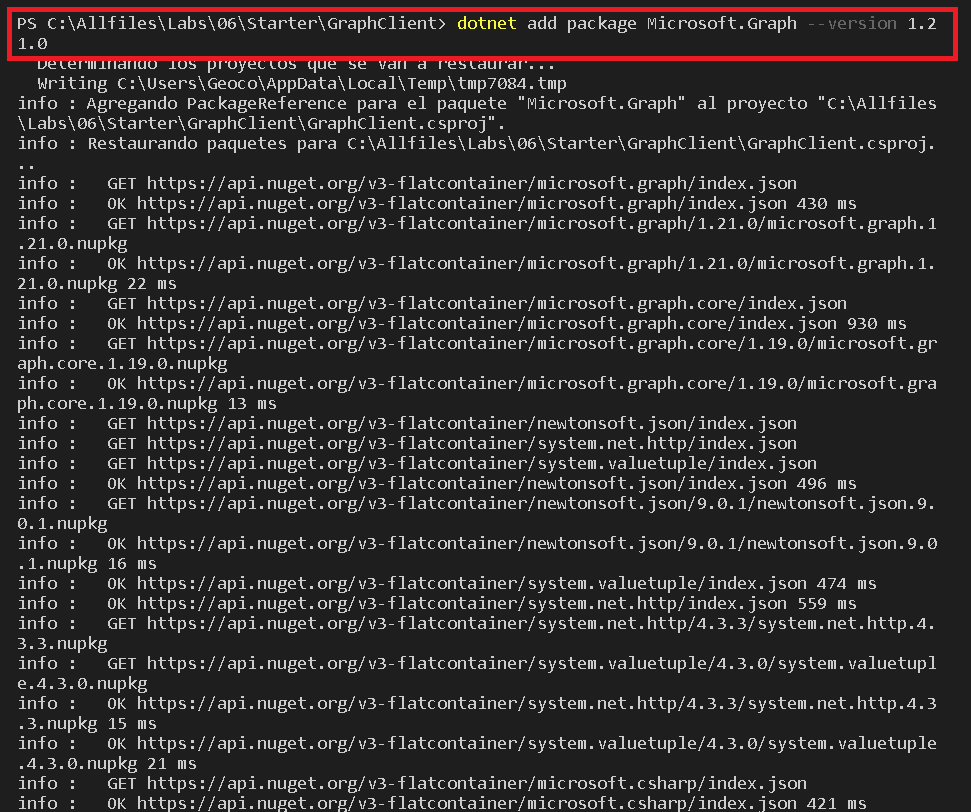 PS C:\Allfiles\Labs\06\Starter\GraphClient> dotnet add package Microsoft.Graph --version 1.2
1.0
  Determinando los proyectos que se van a restaurar...
  Writing C:\Users\Geoco\AppData\Local\Temp\tmp7084.tmp
info : Agregando PackageReference para el paquete "Microsoft.Graph" al proyecto "C:\Allfiles
\Labs\06\Starter\GraphClient\GraphClient.csproj".
info : Restaurando paquetes para C:\Allfiles\Labs\06\Starter\GraphClient\GraphClient.csproj.
..
info :   GET https://api.nuget.org/v3-flatcontainer/microsoft.graph/index.json
info :   OK https://api.nuget.org/v3-flatcontainer/microsoft.graph/index.json 430 ms
info :   GET https://api.nuget.org/v3-flatcontainer/microsoft.graph/1.21.0/microsoft.graph.1
.21.0.nupkg
info :   OK https://api.nuget.org/v3-flatcontainer/microsoft.graph/1.21.0/microsoft.graph.1.
21.0.nupkg 22 ms
info :   GET https://api.nuget.org/v3-flatcontainer/microsoft.graph.core/index.json
info :   OK https://api.nuget.org/v3-flatcontainer/microsoft.graph.core/index.json 930 ms
info :   GET https://api.nuget.org/v3-flatcontainer/microsoft.graph.core/1.19.0/microsoft.gr
aph.core.1.19.0.nupkg
info :   OK https://api.nuget.org/v3-flatcontainer/microsoft.graph.core/1.19.0/microsoft.gra
ph.core.1.19.0.nupkg 13 ms
info :   GET https://api.nuget.org/v3-flatcontainer/newtonsoft.json/index.json
info :   GET https://api.nuget.org/v3-flatcontainer/system.net.http/index.json
info :   GET https://api.nuget.org/v3-flatcontainer/system.valuetuple/index.json
info :   OK https://api.nuget.org/v3-flatcontainer/newtonsoft.json/index.json 496 ms
info :   GET https://api.nuget.org/v3-flatcontainer/newtonsoft.json/9.0.1/newtonsoft.json.9.
0.1.nupkg
info :   OK https://api.nuget.org/v3-flatcontainer/newtonsoft.json/9.0.1/newtonsoft.json.9.0
.1.nupkg 16 ms
info :   OK https://api.nuget.org/v3-flatcontainer/system.valuetuple/index.json 474 ms
info :   OK https://api.nuget.org/v3-flatcontainer/system.net.http/index.json 559 ms
info :   GET https://api.nuget.org/v3-flatcontainer/system.net.http/4.3.3/system.net.http.4.
3.3.nupkg
info :   GET https://api.nuget.org/v3-flatcontainer/system.valuetuple/4.3.0/system.valuetupl
e.4.3.0.nupkg
info :   OK https://api.nuget.org/v3-flatcontainer/system.net.http/4.3.3/system.net.http.4.3
.3.nupkg 15 ms
info :   OK https://api.nuget.org/v3-flatcontainer/system.valuetuple/4.3.0/system.valuetuple
.4.3.0.nupkg 21 ms
info :   GET https://api.nuget.org/v3-flatcontainer/microsoft.csharp/index.json
info :   OK https://api.nuget.org/v3-flatcontainer/microsoft.csharp/index.json 421 ms